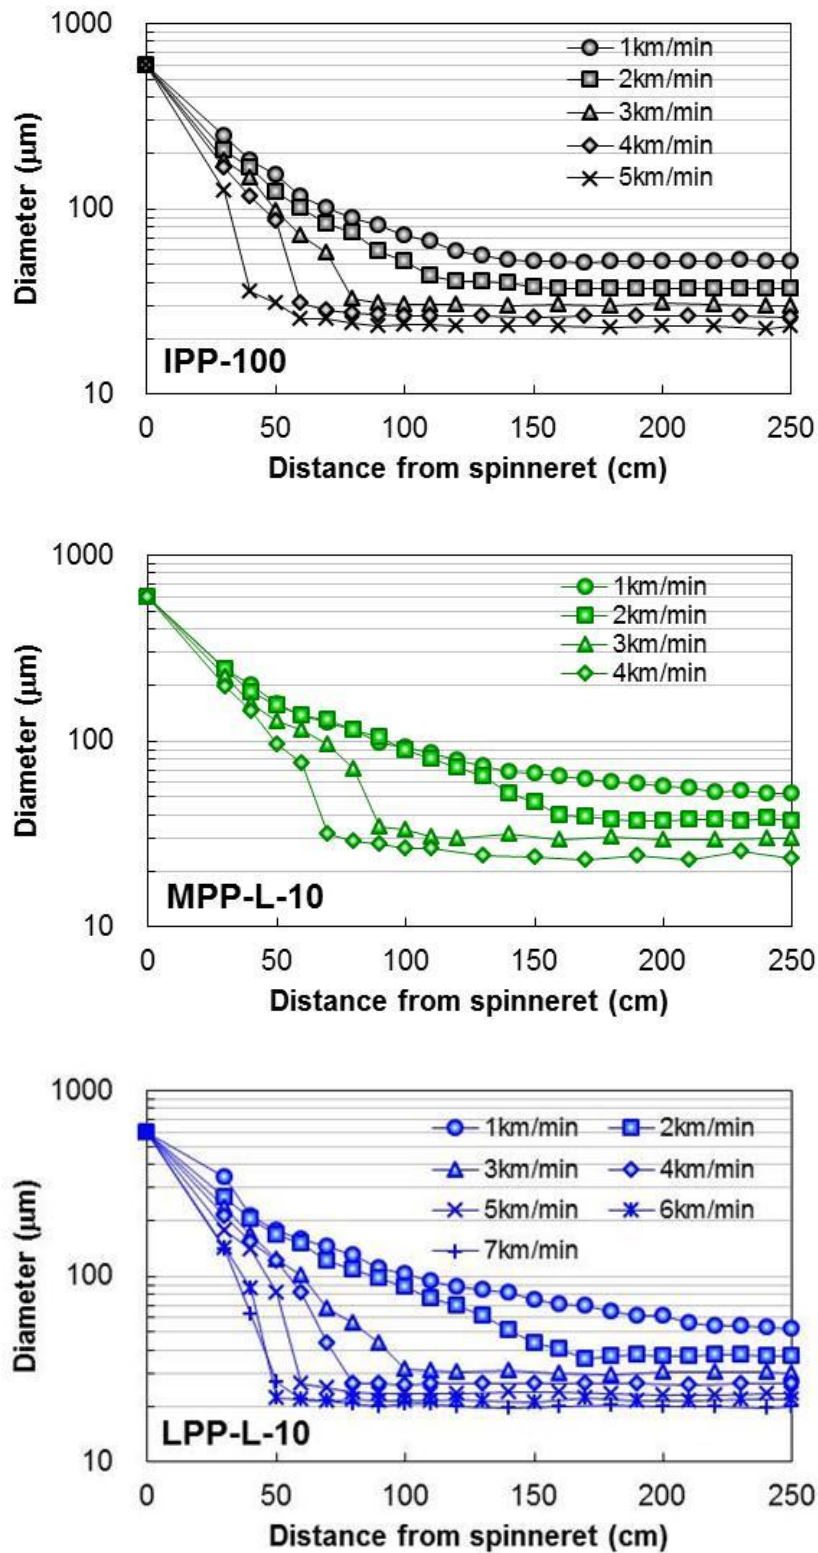 1000
1km/min
2km/min
3km/min
4km/min
5km/min
100
Diameter (μm)
IPP-100
10
0 50 100 150 200 250
Distance from spinneret (cm)
1000
1km/min
2km/min
3km/min
4km/min
100
Diameter (μm)
MPP-L-10
10
0 50 100 150 200 250
Distance from spinneret (cm)
1000
1km/min 2km/min
3km/min 4km/min
5km/min 6km/min
7km/min
100
Diameter (μm)
LPP-L-10
10
0 50 100 150 200 250
Distance from spinneret (cm)